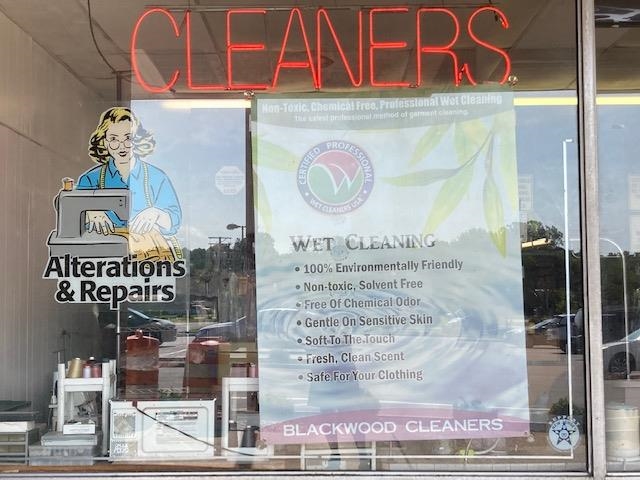 CLEANERS
Non-Toxic, Chemical Free, Professional Wet Cleaning
The safest professional method of garment cleaning.
CERTIFIED PROFESSIONAL
W
WET CLEANERS USA
WET CLEANING
• 100% Environmentally Friendly
• Non-toxic, Solvent Free
• Free Of Chemical Odor
• Gentle On Sensitive Skin
• Soft To The Touch
• Fresh, Clean Scent
• Safe For Your Clothing
BLACKWOOD CLEANERS
Alterations
& Repairs